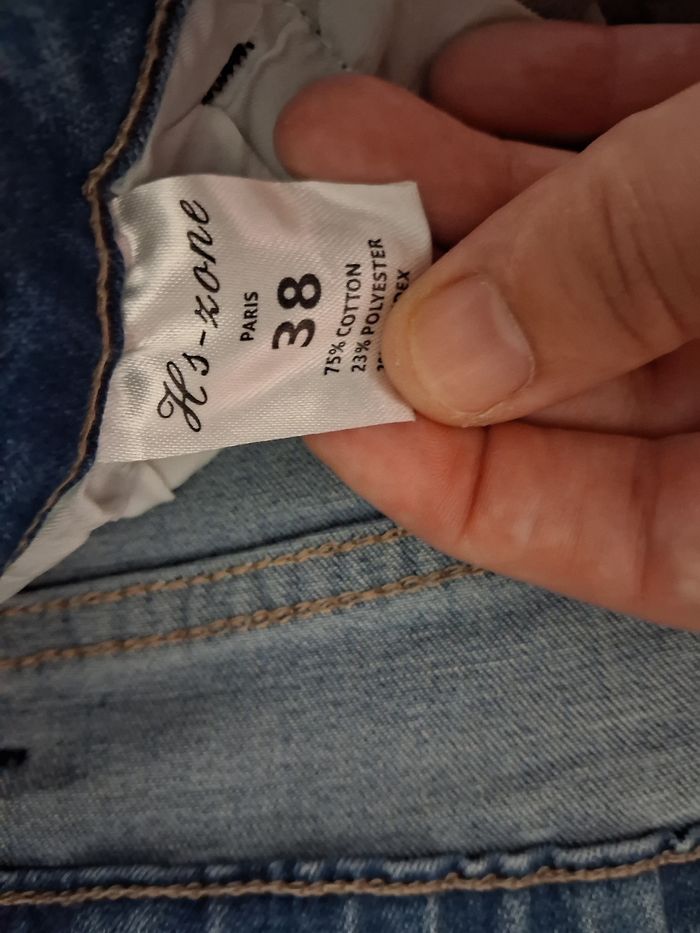 Hs-zone
PARIS
38
75% COTTON
23% POLYESTER